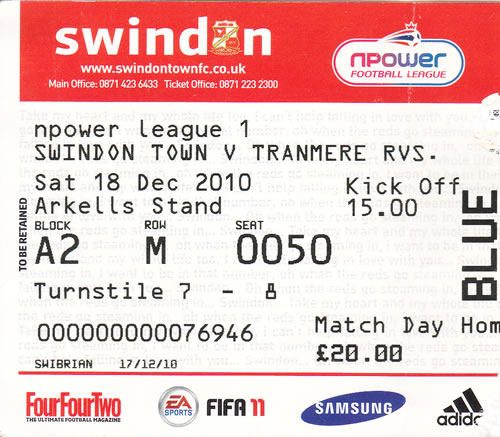 swindon
www.swindontownfc.co.uk
Main Office: 0871 423 6433 Ticket Office: 0871 223 2300
npower
FOOTBALL LEAGUE
npower League 1
SWINDON TOWN V TRANMERE RVS.
Sat 18 Dec 2010 Kick Off
Arkells Stand 15.00
BLOCK ROW SEAT
A2 M 0050
Turnstile 7 - 8
0000000000076946 Match Day Hom
£20.00
SWIBRIAN 17/12/10
TO BE RETAINED
BLUE
FourFourTwo
THE ULTIMATE FOOTBALL MAGAZINE
EA
SPORTS
FIFA 11
SAMSUNG
adidas